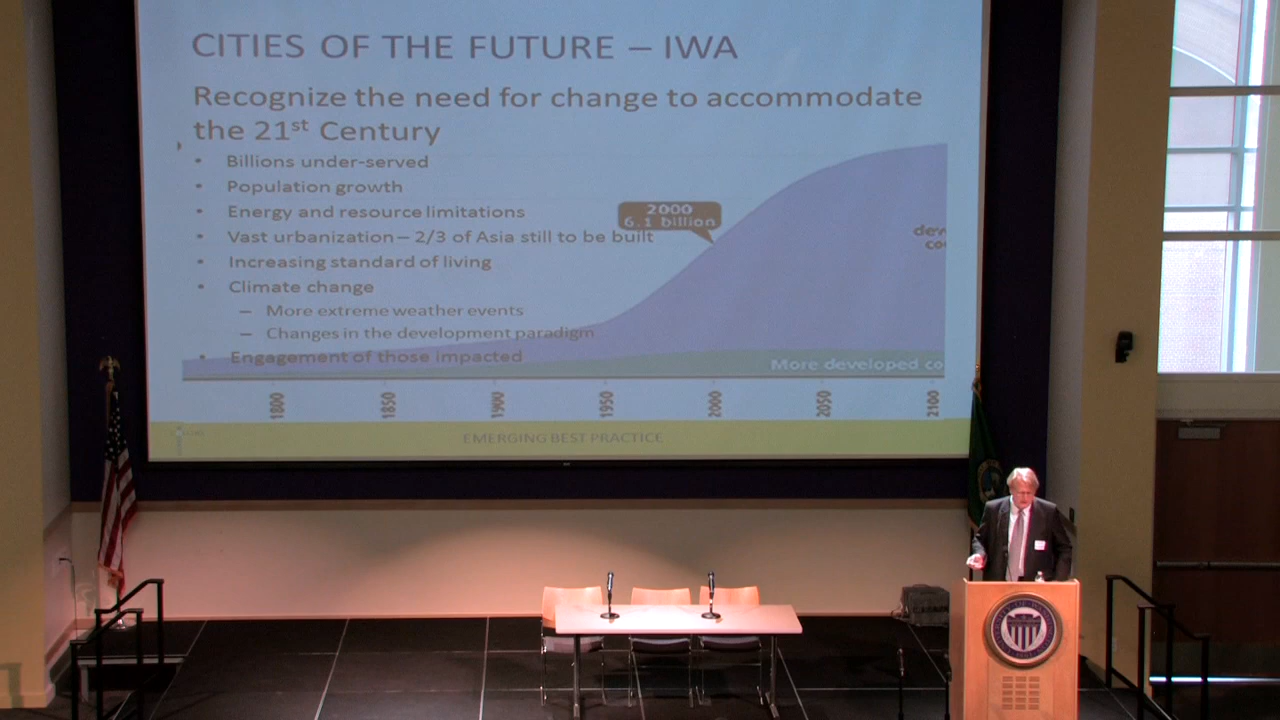 CITIES OF THE FUTURE – IWA
Recognize the need for change to accommodate
the 21st Century
• Billions under-served
• Population growth
• Energy and resource limitations
• Vast urbanization – 2/3 of Asia still to be built
• Increasing standard of living
• Climate change
– More extreme weather events
– Changes in the development paradigm
• Engagement of those impacted
2000
6.1 billion
dev
co
More developed co
1800 1850 1900 1950 2000 2050 2100
EMERGING BEST PRACTICE